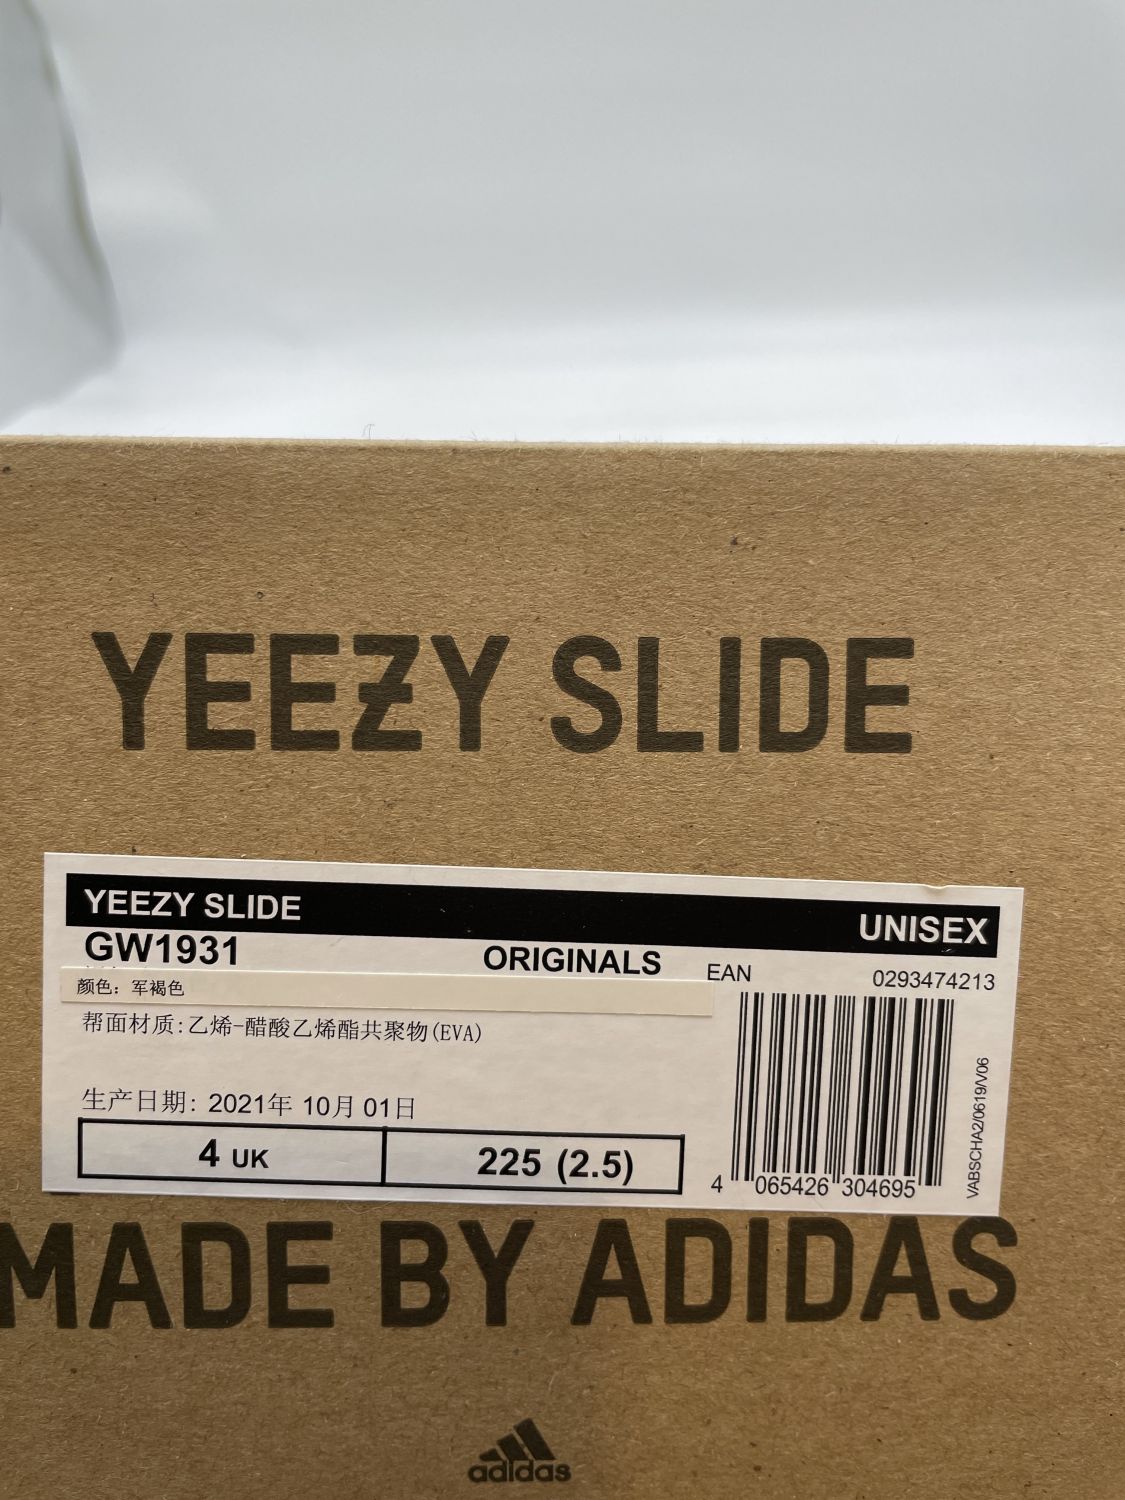 YEEZY SLIDE
YEEZY SLIDE
UNISEX
GW1931
ORIGINALS
EAN
0293474213
颜色：军褐色
帮面材质:乙烯-醋酸乙烯酯共聚物(EVA)
生产日期: 2021年 10月 01日
4 UK
225 (2.5)
4 065426 304695
VABSCHA2/0619/V06
MADE BY ADIDAS
adidas